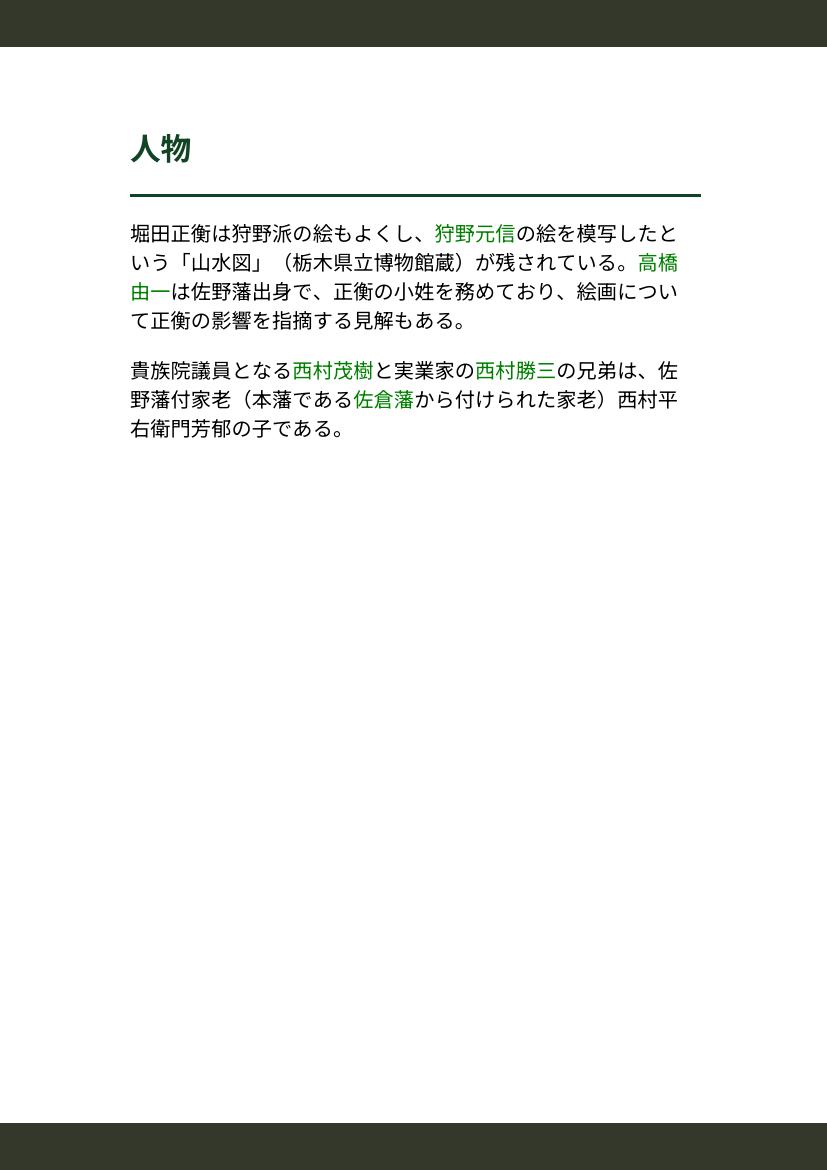 人物
堀田正衡は狩野派の絵もよくし、狩野元信の絵を模写したと
いう「山水図」（栃木県立博物館蔵）が残されている。高橋
由一は佐野藩出身で、正衡の小姓を務めており、絵画につい
て正衡の影響を指摘する見解もある。
貴族院議員となる西村茂樹と実業家の西村勝三の兄弟は、佐
野藩付家老（本藩である佐倉藩から付けられた家老）西村平
右衛門芳郁の子である。